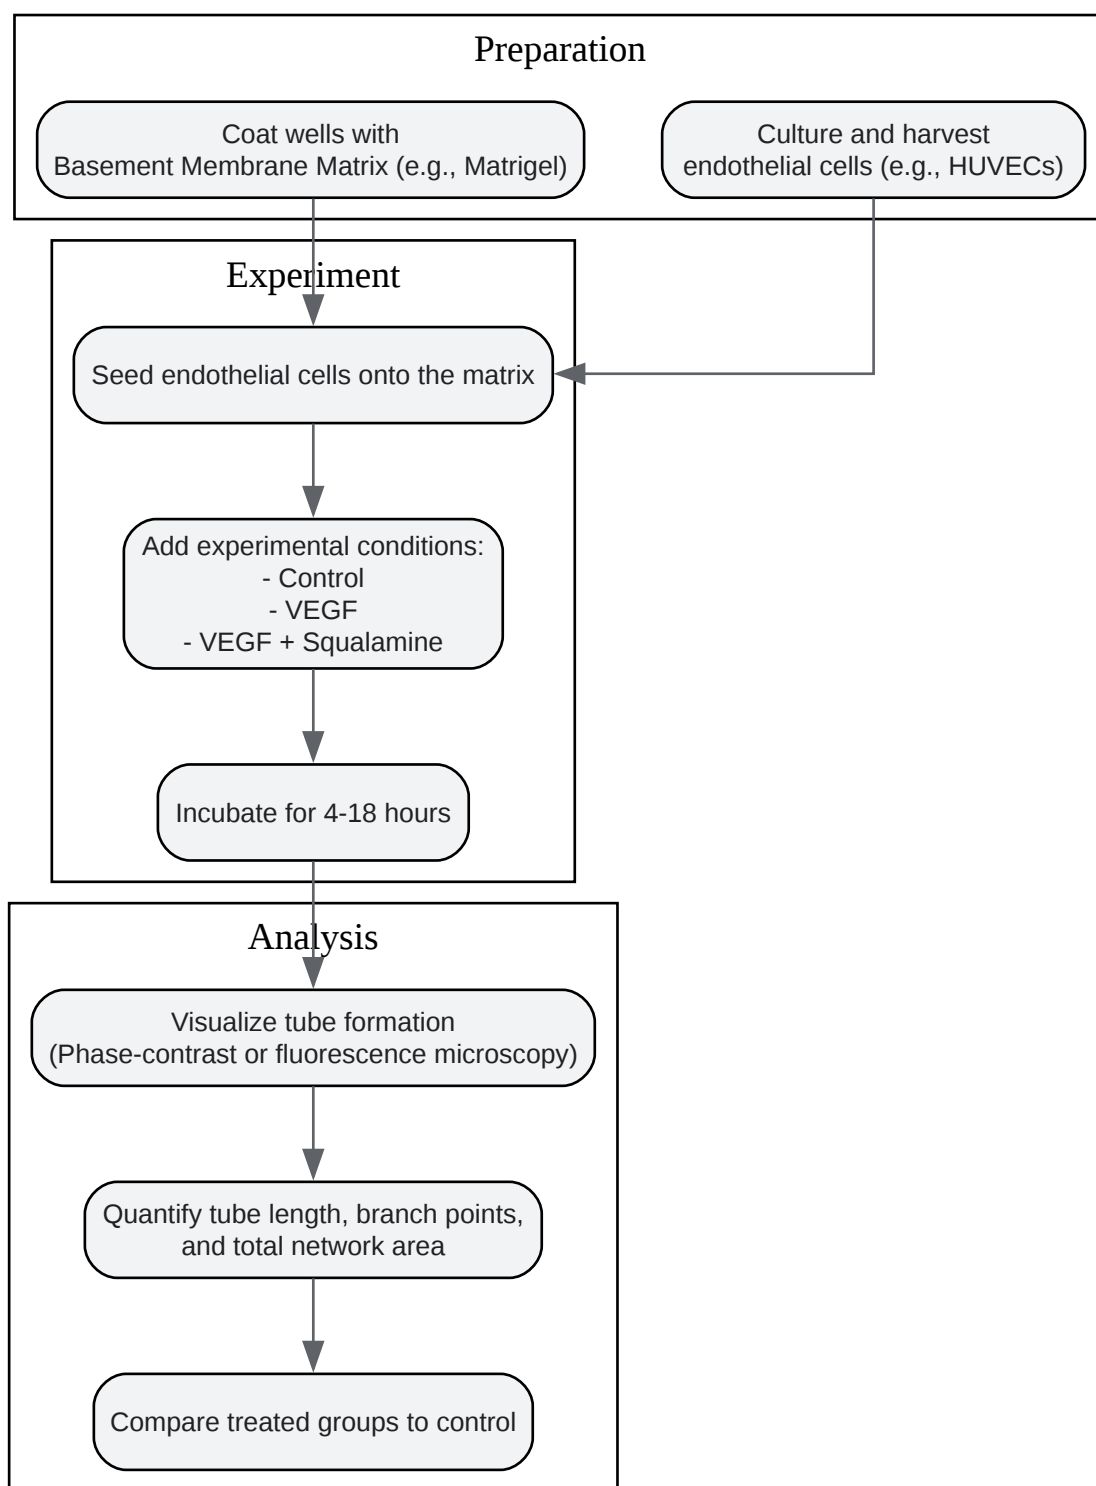 Preparation
Coat wells with
Basement Membrane Matrix (e.g., Matrigel)
Culture and harvest
endothelial cells (e.g., HUVECs)
Experiment
Seed endothelial cells onto the matrix
Add experimental conditions:
- Control
- VEGF
- VEGF + Squalamine
Incubate for 4-18 hours
Analysis
Visualize tube formation
(Phase-contrast or fluorescence microscopy)
Quantify tube length, branch points,
and total network area
Compare treated groups to control